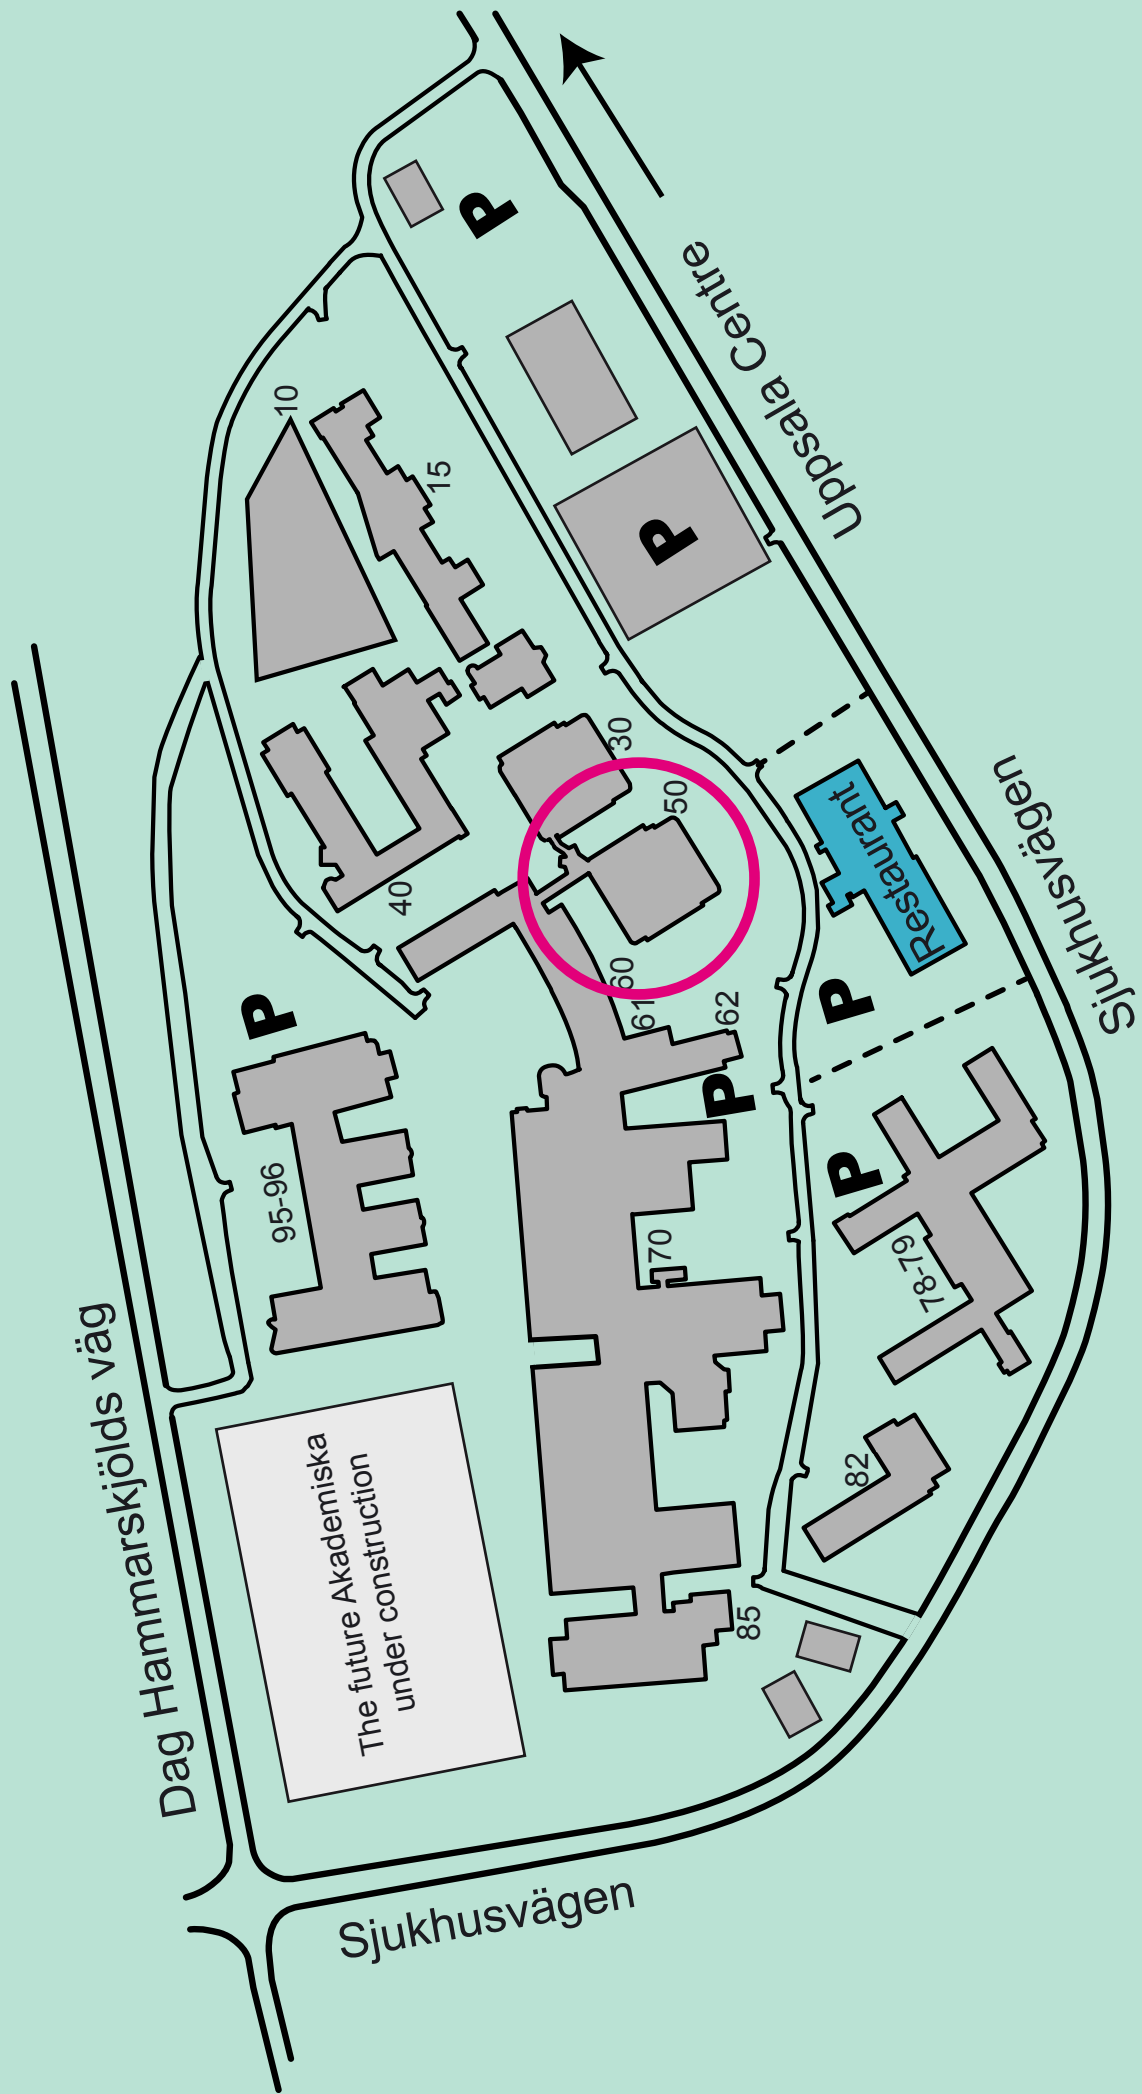 Dag Hammarskjölds väg
The future Akademiska
under construction
Sjukhusvägen
95-96
P
40
10
15
30
50
60
61
62
P
70
85
82
78-79
P
P
Restaurant
P
P
Uppsala Centre
Sjukhusvägen